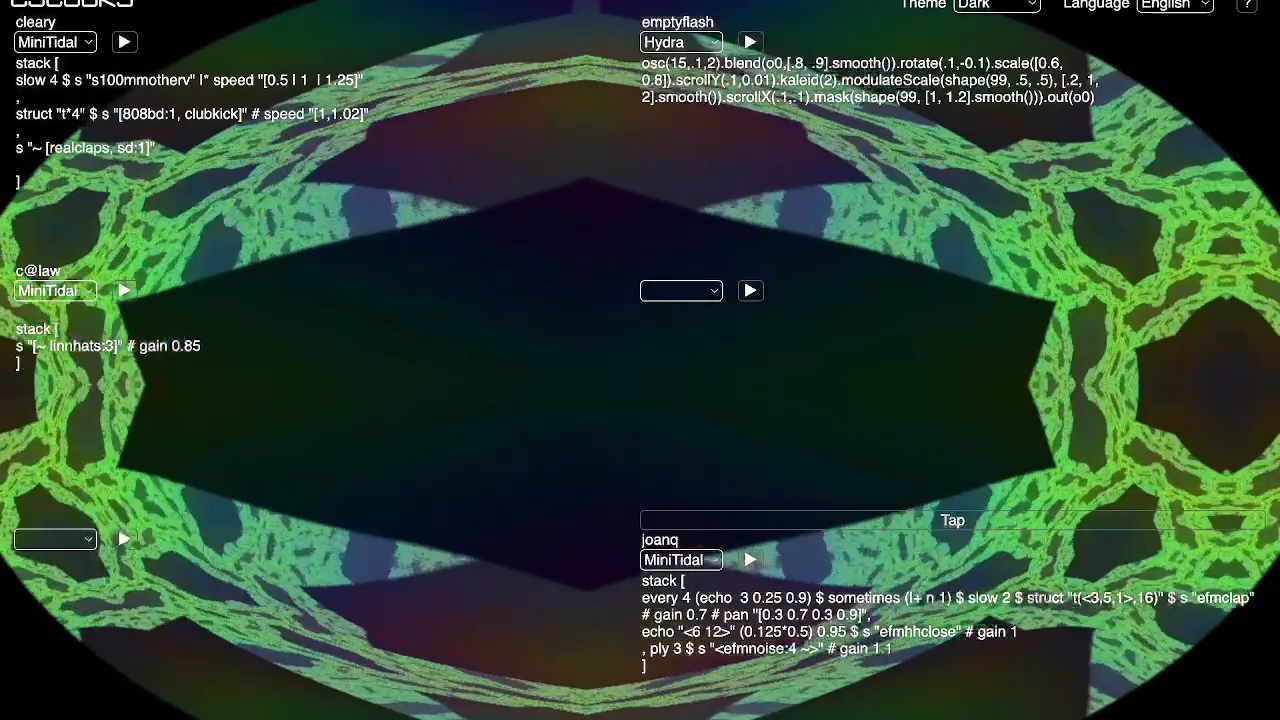 Theme Dark Language English ?
cleary
MiniTidal
stack [
slow 4 $ s "s100mmotherv" |* speed "[0.5 | 1 | 1.25]"
,
struct "t*4" $ s "[808bd:1, clubkick]" # speed "[1,1.02]"
,
s "~ [realclaps, sd:1]"
]
emptyflash
Hydra
osc(15,.1,2).blend(o0,[.8, .9].smooth()).rotate(.1,-0.1).scale([0.6,
0.8]).scrollY(.1,0.01).kaleid(2).modulateScale(shape(99, .5, .5), [.2, 1,
2].smooth()).scrollX(.1,.1).mask(shape(99, [1, 1.2].smooth())).out(o0)
c@law
MiniTidal
stack [
s "[~ linnhats:3]" # gain 0.85
]
Tap
joanq
MiniTidal
stack [
every 4 (echo  3 0.25 0.9) $ sometimes (|+ n 1) $ slow 2 $ struct "t(<3,5,1>,16)" $ s "efmclap"
# gain 0.7 # pan "[0.3 0.7 0.3 0.9]",
echo "<6 12>" (0.125*0.5) 0.95 $ s "efmhhclose" # gain 1
, ply 3 $ s "<efmnoise:4 ~>" # gain 1.1
]